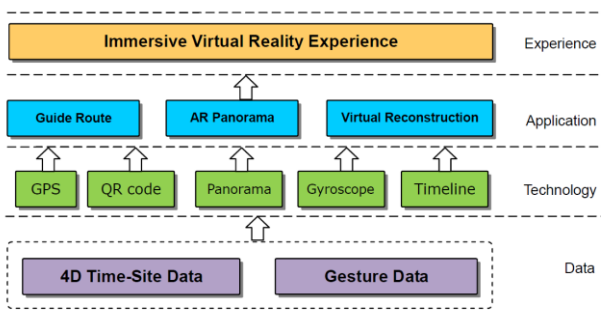 Immersive Virtual Reality Experience
Experience
Guide Route
AR Panorama
Virtual Reconstruction
Application
GPS
QR code
Panorama
Gyroscope
Timeline
Technology
4D Time-Site Data
Gesture Data
Data